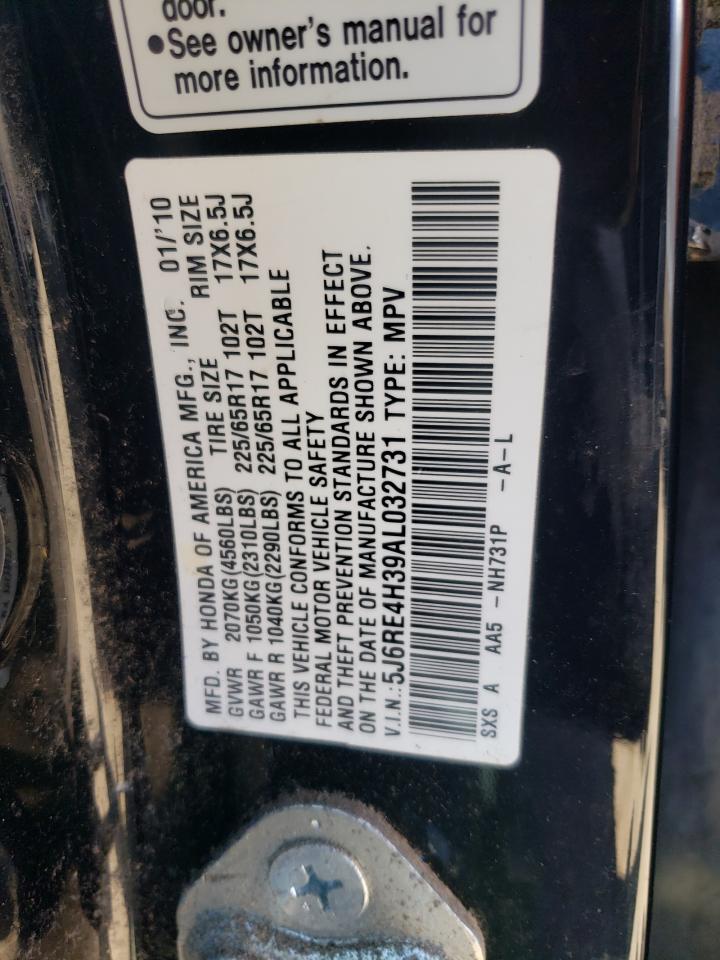 door.
•See owner's manual for
more information.
MFD. BY HONDA OF AMERICA MFG., INC. 01/'10
GVWR 2070KG(4560LBS) TIRE SIZE RIM SIZE
GAWR F 1050KG(2310LBS) 225/65R17 102T 17X6.5J
GAWR R 1040KG(2290LBS) 225/65R17 102T 17X6.5J
THIS VEHICLE CONFORMS TO ALL APPLICABLE
FEDERAL MOTOR VEHICLE SAFETY
AND THEFT PREVENTION STANDARDS IN EFFECT
ON THE DATE OF MANUFACTURE SHOWN ABOVE.
V.I.N.:5J6RE4H39AL032731 TYPE: MPV
SXS A AA5 -NH731P -A-L